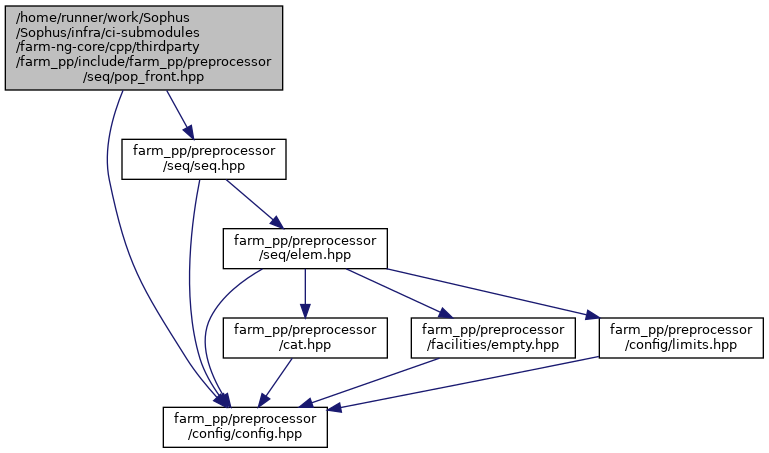 /home/runner/work/Sophus
/Sophus/infra/ci-submodules
/farm-ng-core/cpp/thirdparty
/farm_pp/include/farm_pp/preprocessor
/seq/pop_front.hpp
farm_pp/preprocessor
/seq/seq.hpp
farm_pp/preprocessor
/seq/elem.hpp
farm_pp/preprocessor
/cat.hpp
farm_pp/preprocessor
/facilities/empty.hpp
farm_pp/preprocessor
/config/limits.hpp
farm_pp/preprocessor
/config/config.hpp